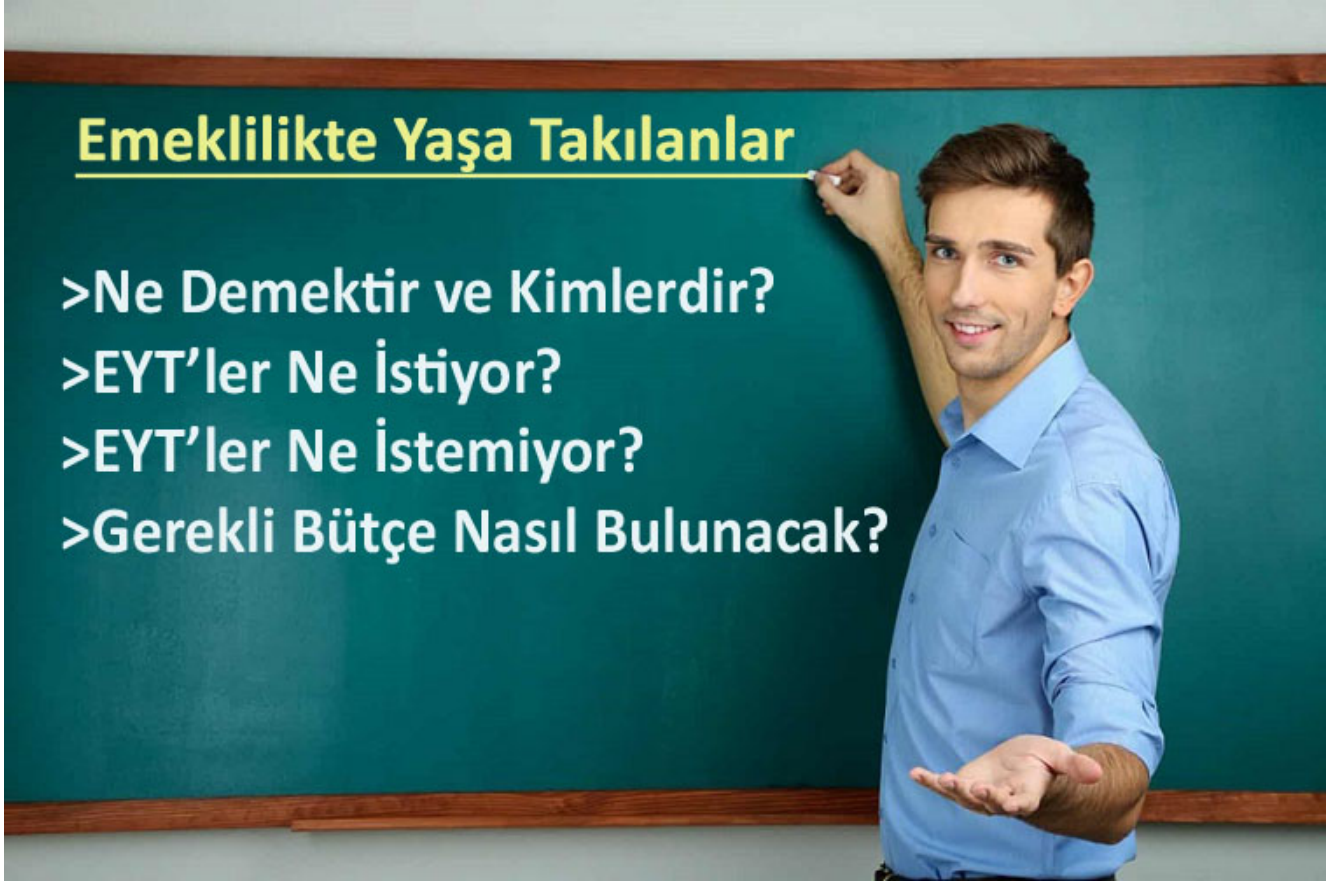 Emeklilikte Yaşa Takılanlar
>Ne Demektir ve Kimlerdir?
>EYT’ler Ne İstiyor?
>EYT’ler Ne İstemiyor?
>Gerekli Bütçe Nasıl Bulunacak?